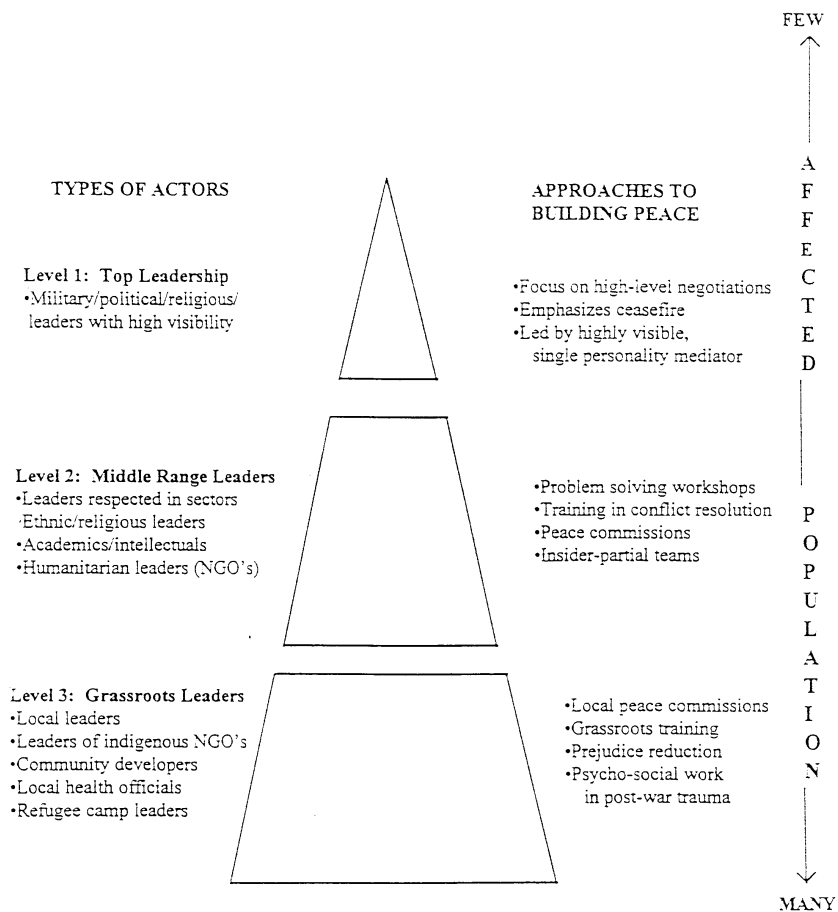 FEW
TYPES OF ACTORS
APPROACHES TO
BUILDING PEACE
Level 1: Top Leadership
•Military/political/religious/
leaders with high visibility
•Focus on high-level negotiations
•Emphasizes ceasefire
•Led by highly visible,
single personality mediator
Level 2: Middle Range Leaders
•Leaders respected in sectors
•Ethnic/religious leaders
•Academics/intellectuals
•Humanitarian leaders (NGO's)
•Problem solving workshops
•Training in conflict resolution
•Peace commissions
•Insider-partial teams
Level 3: Grassroots Leaders
•Local leaders
•Leaders of indigenous NGO's
•Community developers
•Local health officials
•Refugee camp leaders
•Local peace commissions
•Grassroots training
•Prejudice reduction
•Psycho-social work
in post-war trauma
AFFECTED POPULATION
MANY